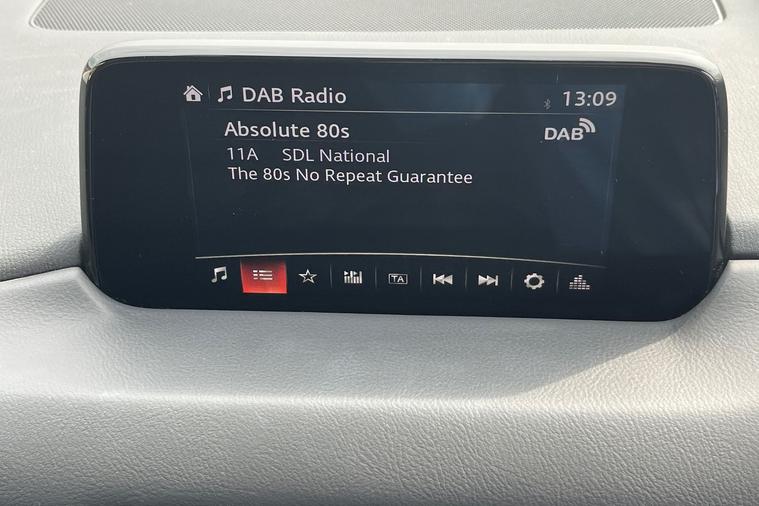 DAB Radio 13:09
Absolute 80s DAB
11A SDL National
The 80s No Repeat Guarantee
TA